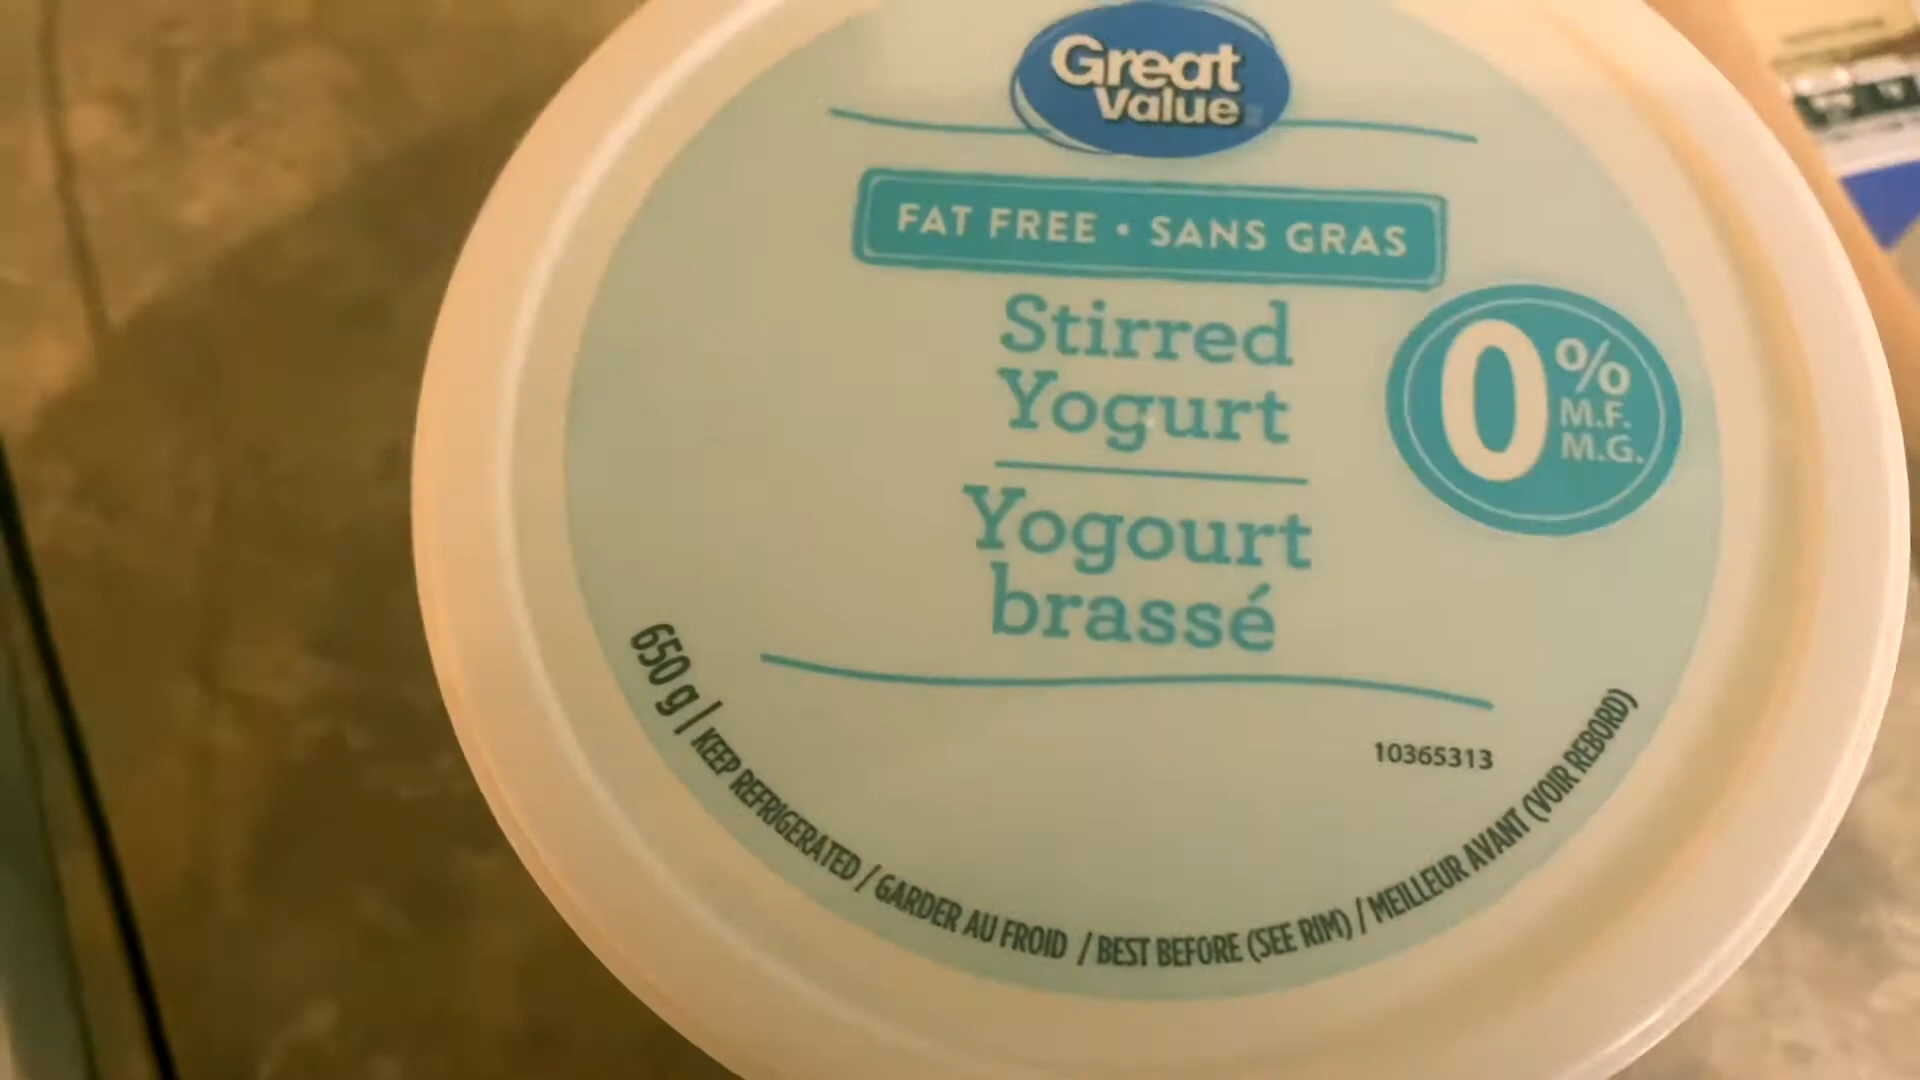 Great
Value
FAT FREE • SANS GRAS
Stirred
Yogurt
0%
M.F.
M.G.
Yogourt
brassé
10365313
650 g | KEEP REFRIGERATED / GARDER AU FROID / BEST BEFORE (SEE RIM) / MEILLEUR AVANT (VOIR REBORD)